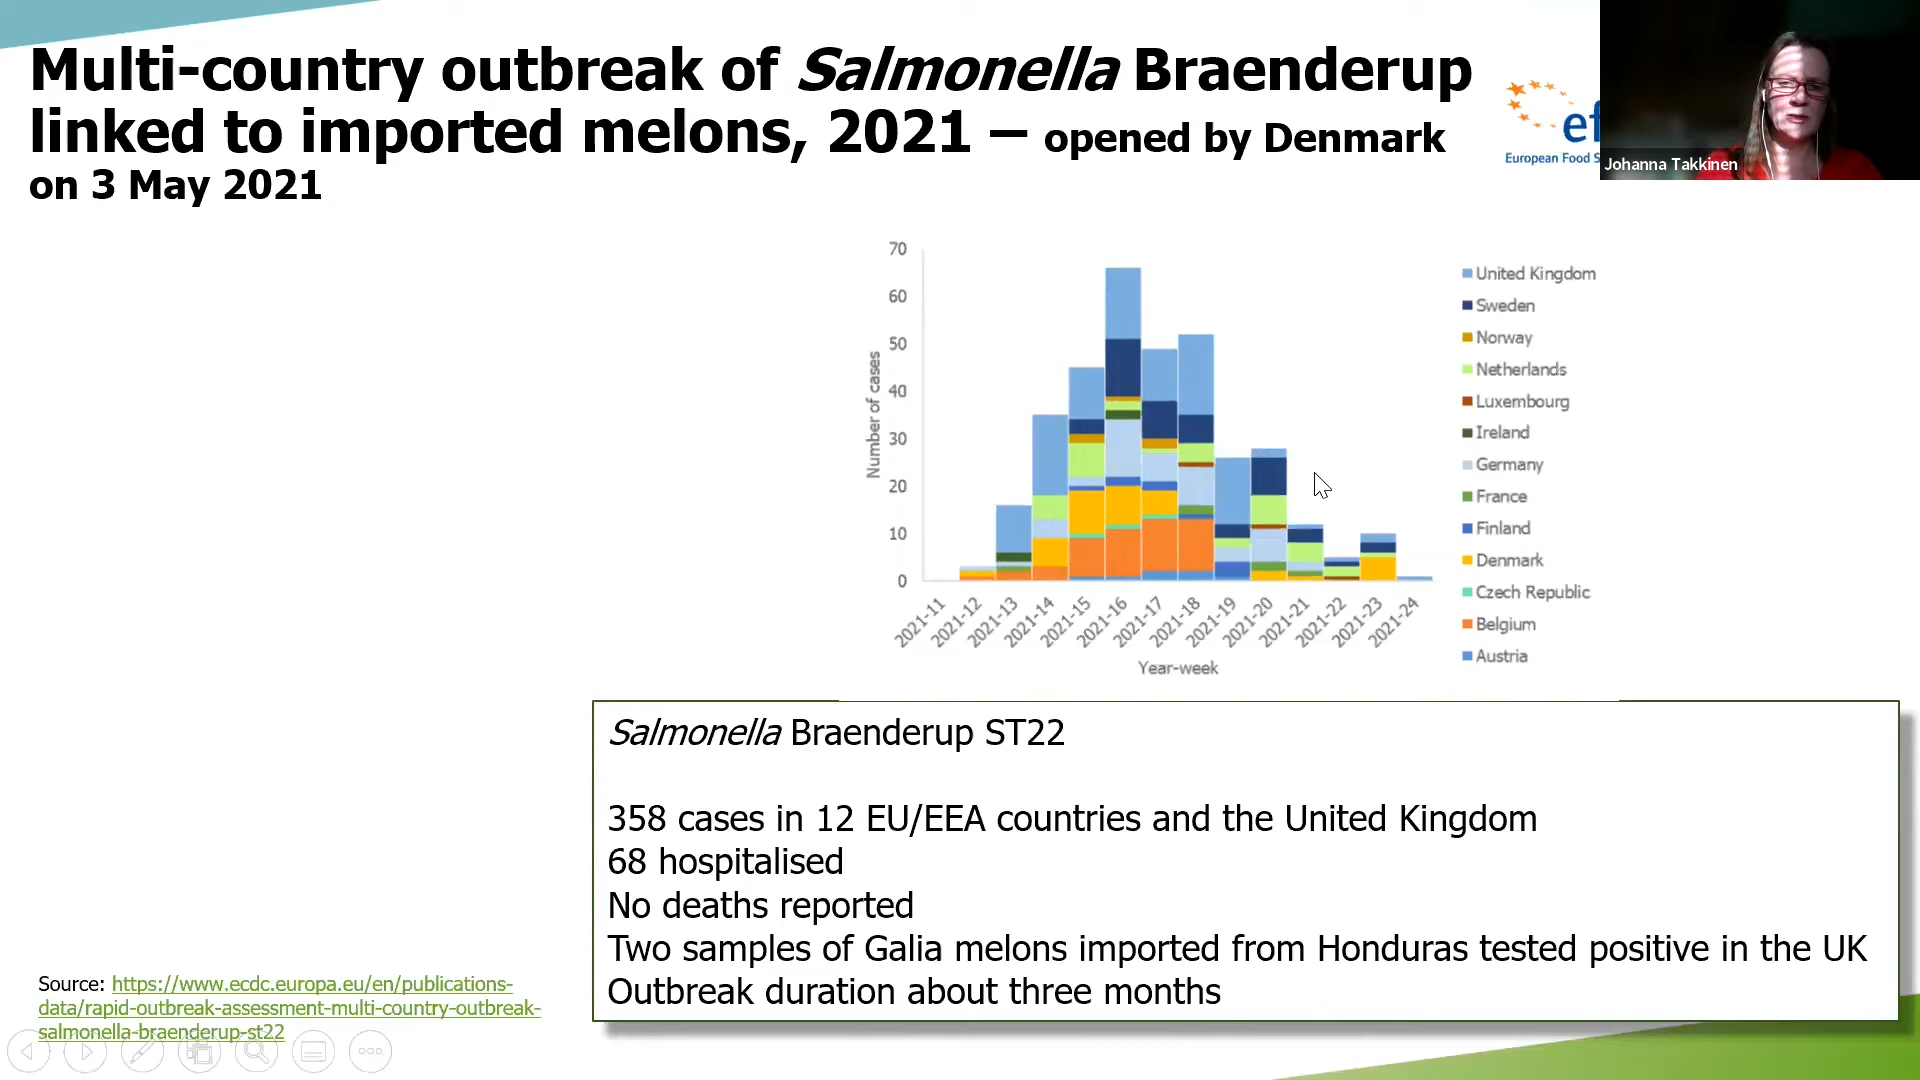 Multi-country outbreak of Salmonella Braenderup
linked to imported melons, 2021 – opened by Denmark
on 3 May 2021
European Food S
Johanna Takkinen
70
60
50
40
30
20
10
0
Number of cases
2021-11
2021-12
2021-13
2021-14
2021-15
2021-16
2021-17
2021-18
2021-19
2021-20
2021-21
2021-22
2021-23
2021-24
Year-week
United Kingdom
Sweden
Norway
Netherlands
Luxembourg
Ireland
Germany
France
Finland
Denmark
Czech Republic
Belgium
Austria
Salmonella Braenderup ST22
358 cases in 12 EU/EEA countries and the United Kingdom
68 hospitalised
No deaths reported
Two samples of Galia melons imported from Honduras tested positive in the UK
Outbreak duration about three months
Source: https://www.ecdc.europa.eu/en/publications-
data/rapid-outbreak-assessment-multi-country-outbreak-
salmonella-braenderup-st22